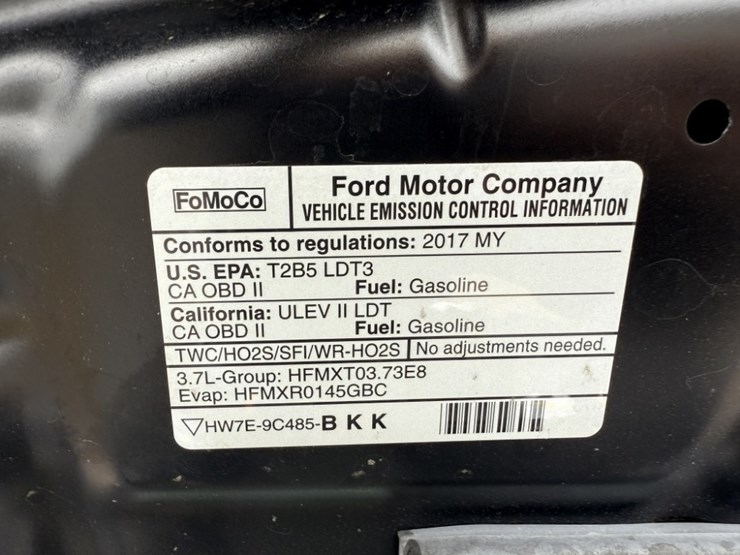 FoMoCo
Ford Motor Company
VEHICLE EMISSION CONTROL INFORMATION
Conforms to regulations: 2017 MY
U.S. EPA: T2B5 LDT3
CA OBD II Fuel: Gasoline
California: ULEV II LDT
CA OBD II Fuel: Gasoline
TWC/HO2S/SFI/WR-HO2S No adjustments needed.
3.7L-Group: HFMXT03.73E8
Evap: HFMXR0145GBC
HW7E-9C485-B K K